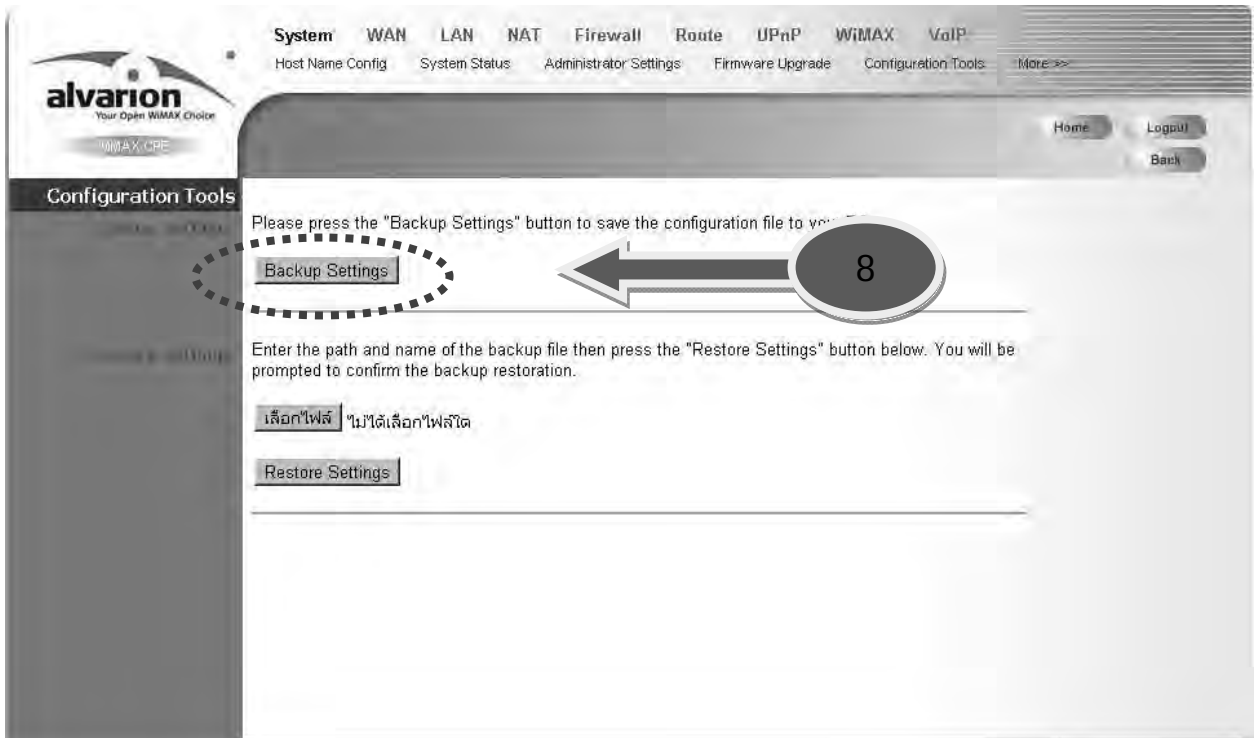 System WAN LAN NAT Firewall Route UPnP WiMAX VoIP
Host Name Config System Status Administrator Settings Firmware Upgrade Configuration Tools More >>
alvarion
Your Open WiMAX Choice
WiMAX CPE
Home Logout
Back
Configuration Tools
Please press the "Backup Settings" button to save the configuration file to
Backup Settings
8
Enter the path and name of the backup file then press the "Restore Settings" button below. You will be
prompted to confirm the backup restoration.
เลือกไฟล์ ไม่ได้เลือกไฟล์ใด
Restore Settings